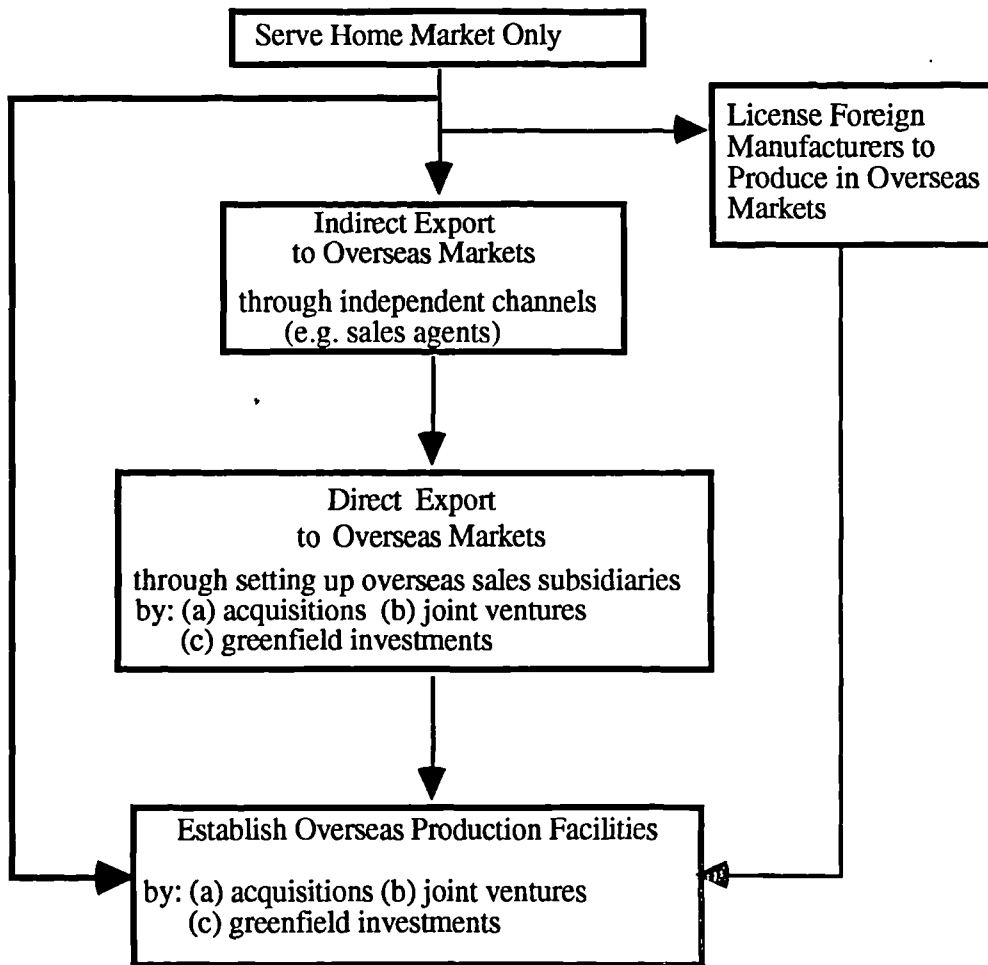 Serve Home Market Only
License Foreign
Manufacturers to
Produce in Overseas
Markets
Indirect Export
to Overseas Markets
through independent channels
(e.g. sales agents)
Direct Export
to Overseas Markets
through setting up overseas sales subsidiaries
by: (a) acquisitions (b) joint ventures
(c) greenfield investments
Establish Overseas Production Facilities
by: (a) acquisitions (b) joint ventures
(c) greenfield investments